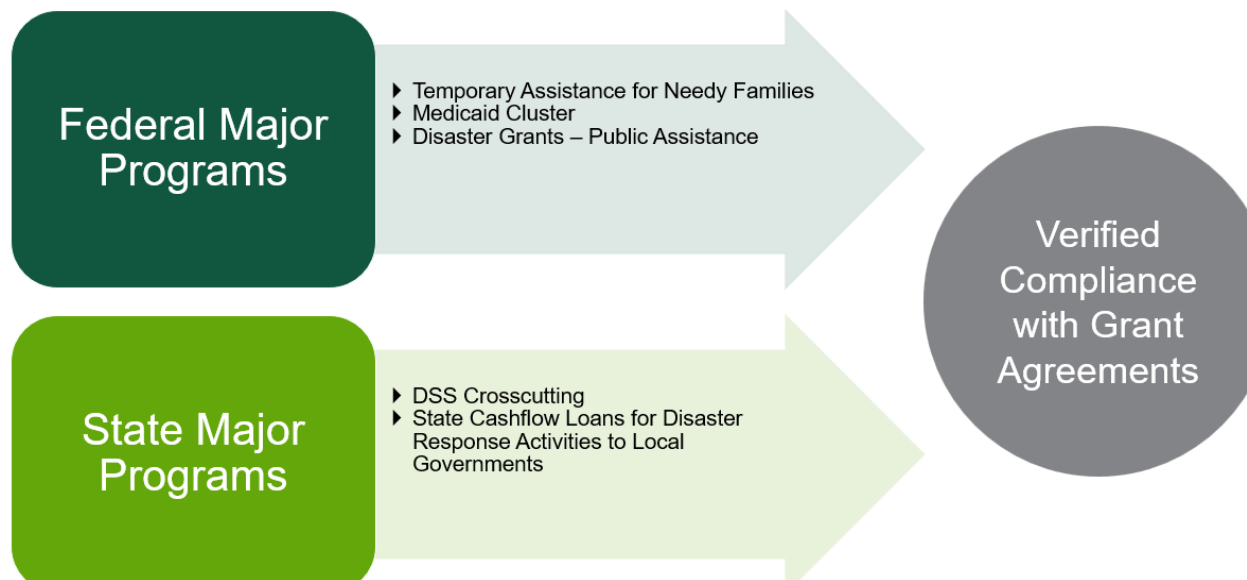 Federal Major
Programs
Temporary Assistance for Needy Families
Medicaid Cluster
Disaster Grants – Public Assistance
State Major
Programs
DSS Crosscutting
State Cashflow Loans for Disaster
Response Activities to Local
Governments
Verified
Compliance
with Grant
Agreements